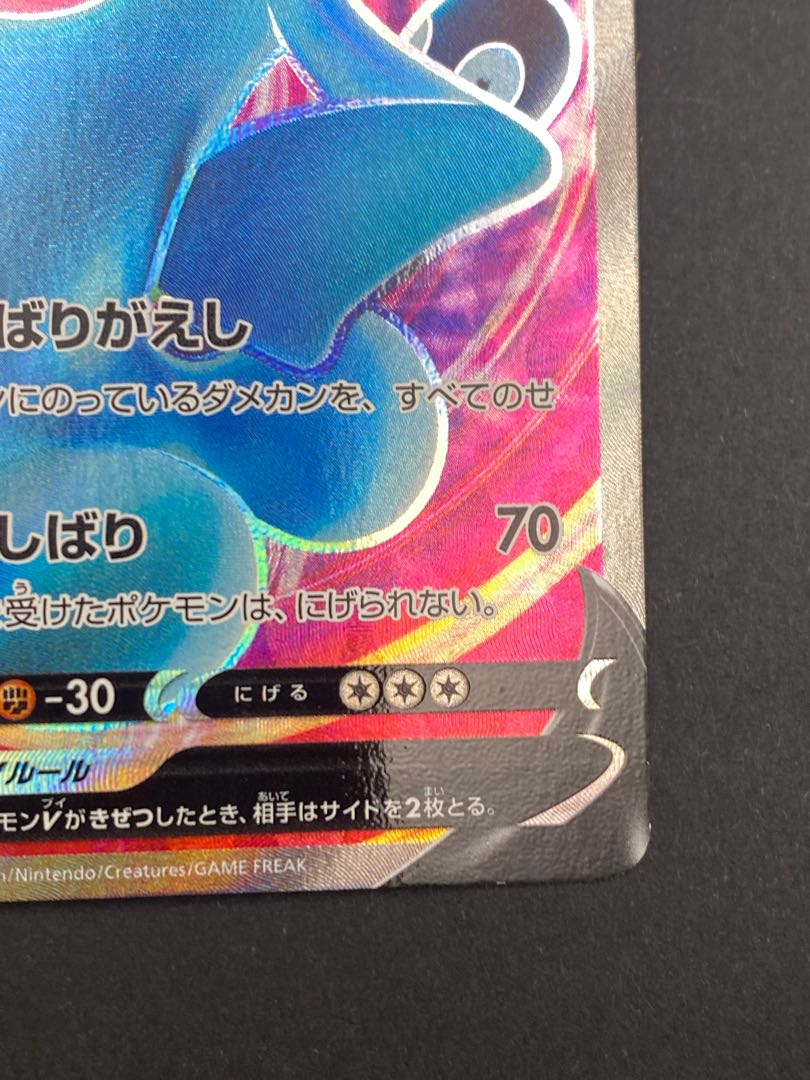 ばりがえし
ンにのっているダメカンを、すべてのせ
しばり 70
受けたポケモンは、にげられない。
-30 にげる
ルール
モンVがきぜつしたとき、相手はサイドを2枚とる。
/Nintendo/Creatures/GAME FREAK